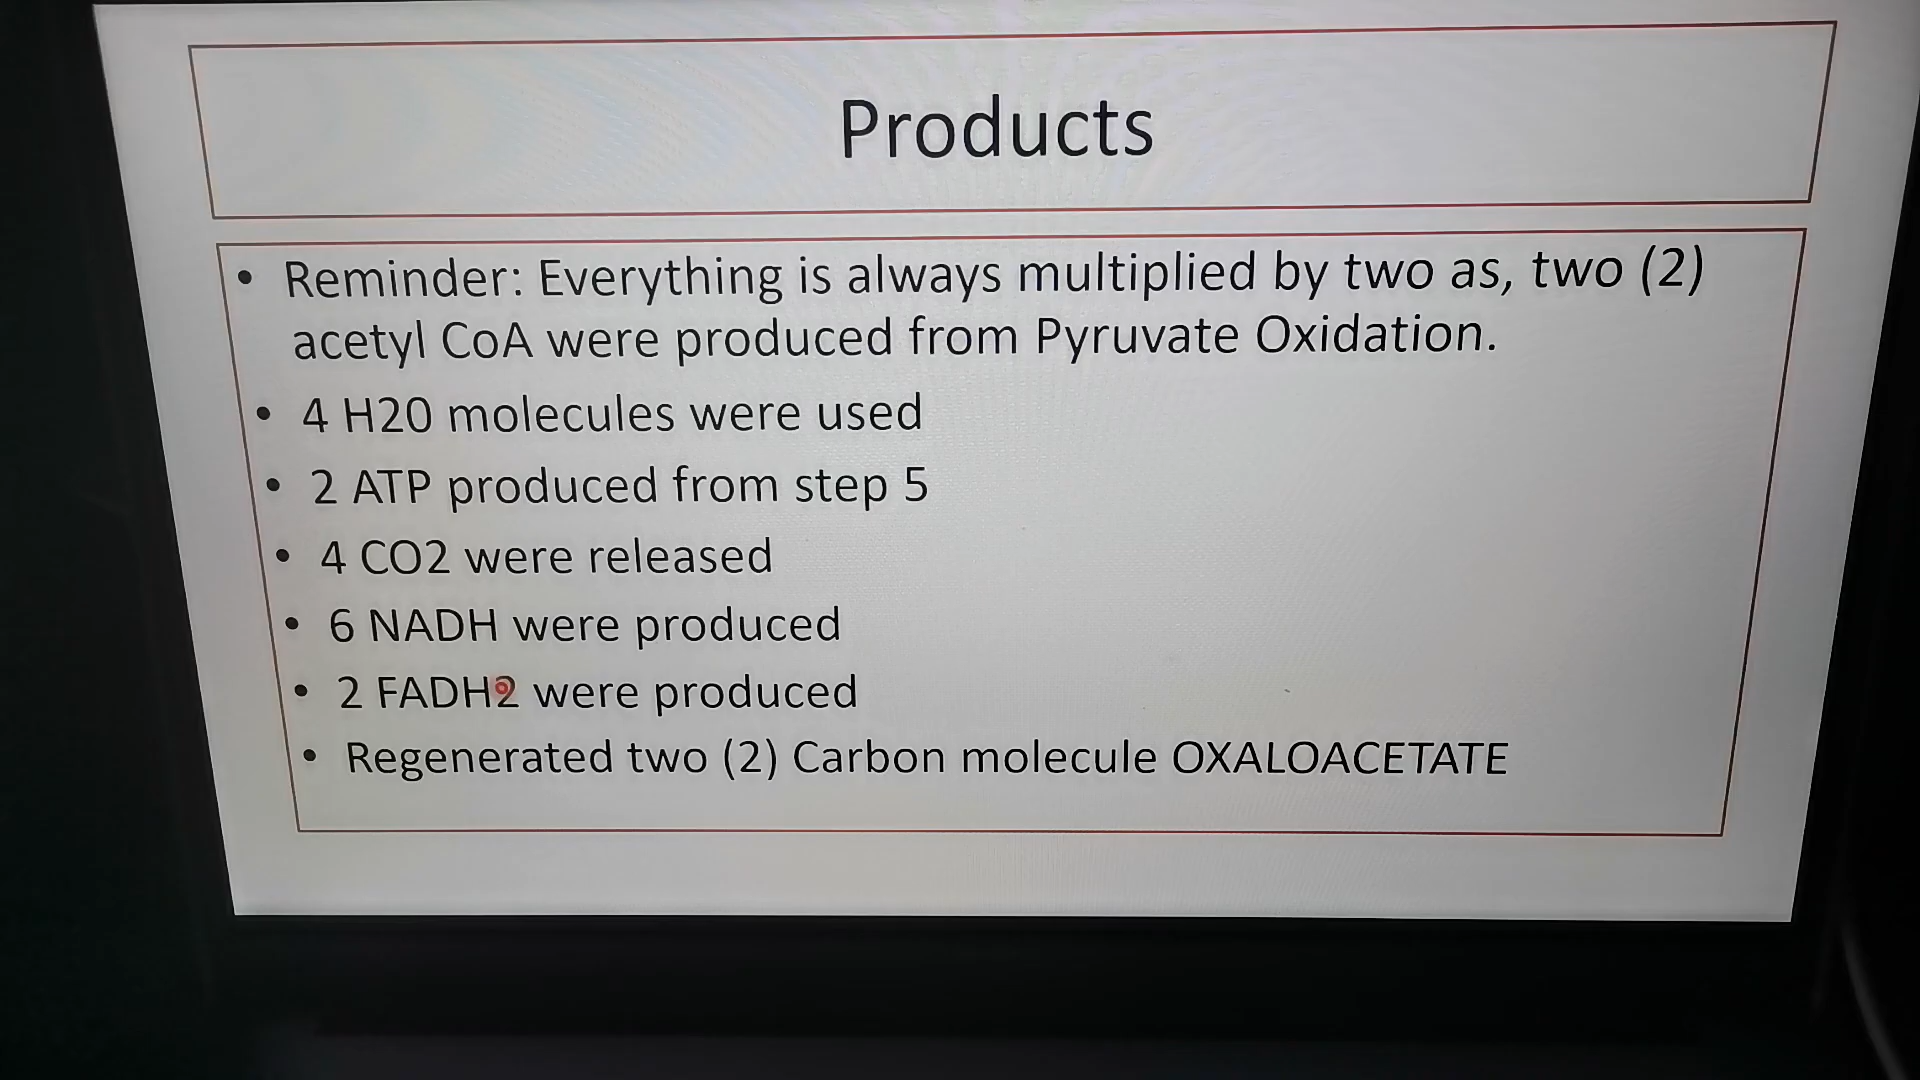 Products
• Reminder: Everything is always multiplied by two as, two (2)
acetyl CoA were produced from Pyruvate Oxidation.
• 4 H20 molecules were used
• 2 ATP produced from step 5
• 4 CO2 were released
• 6 NADH were produced
• 2 FADH2 were produced
• Regenerated two (2) Carbon molecule OXALOACETATE